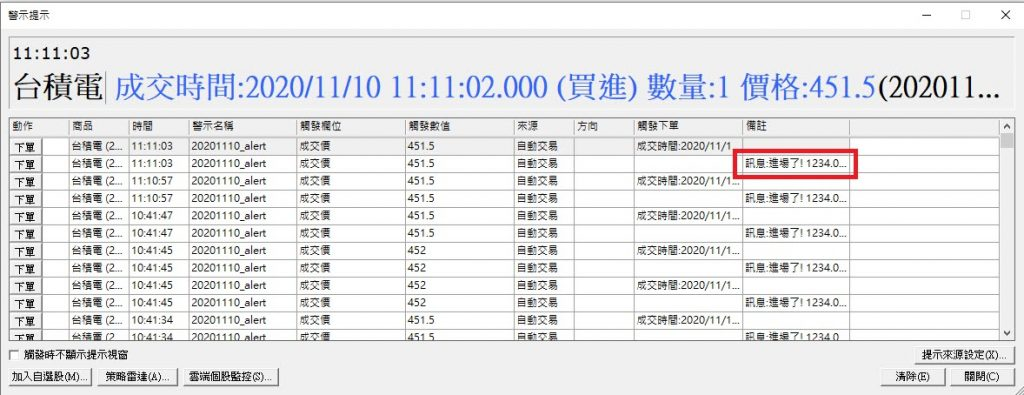 警示提示
11:11:03
台積電 成交時間:2020/11/10 11:11:02.000 (買進) 數量:1 價格:451.5(202011...
動作 商品 時間 警示名稱 觸發欄位 觸發數值 來源 方向 觸發下單 備註
下單 台積電 (2... 11:11:03 20201110_alert 成交價 451.5 自動交易 成交時間:2020/11/1...
下單 台積電 (2... 11:11:03 20201110_alert 成交價 451.5 自動交易 訊息:進場了! 1234.0...
下單 台積電 (2... 11:10:57 20201110_alert 成交價 451.5 自動交易 成交時間:2020/11/1...
下單 台積電 (2... 11:10:57 20201110_alert 成交價 451.5 自動交易 訊息:進場了! 1234.0...
下單 台積電 (2... 10:41:47 20201110_alert 成交價 451.5 自動交易 成交時間:2020/11/1...
下單 台積電 (2... 10:41:47 20201110_alert 成交價 451.5 自動交易 訊息:進場了! 1234.0...
下單 台積電 (2... 10:41:45 20201110_alert 成交價 452 自動交易 成交時間:2020/11/1...
下單 台積電 (2... 10:41:45 20201110_alert 成交價 452 自動交易 訊息:進場了! 1234.0...
下單 台積電 (2... 10:41:45 20201110_alert 成交價 452 自動交易 成交時間:2020/11/1...
下單 台積電 (2... 10:41:45 20201110_alert 成交價 452 自動交易 訊息:進場了! 1234.0...
下單 台積電 (2... 10:41:34 20201110_alert 成交價 451.5 自動交易 成交時間:2020/11/1...
下單 台積電 (2... 10:41:34 20201110_alert 成交價 451.5 自動交易 訊息:進場了! 1234.0...
觸發時不顯示提示視窗 提示來源設定(X)...
加入自選股(M)... 策略雷達(A)... 雲端個股監控(S)... 清除(E) 關閉(C)